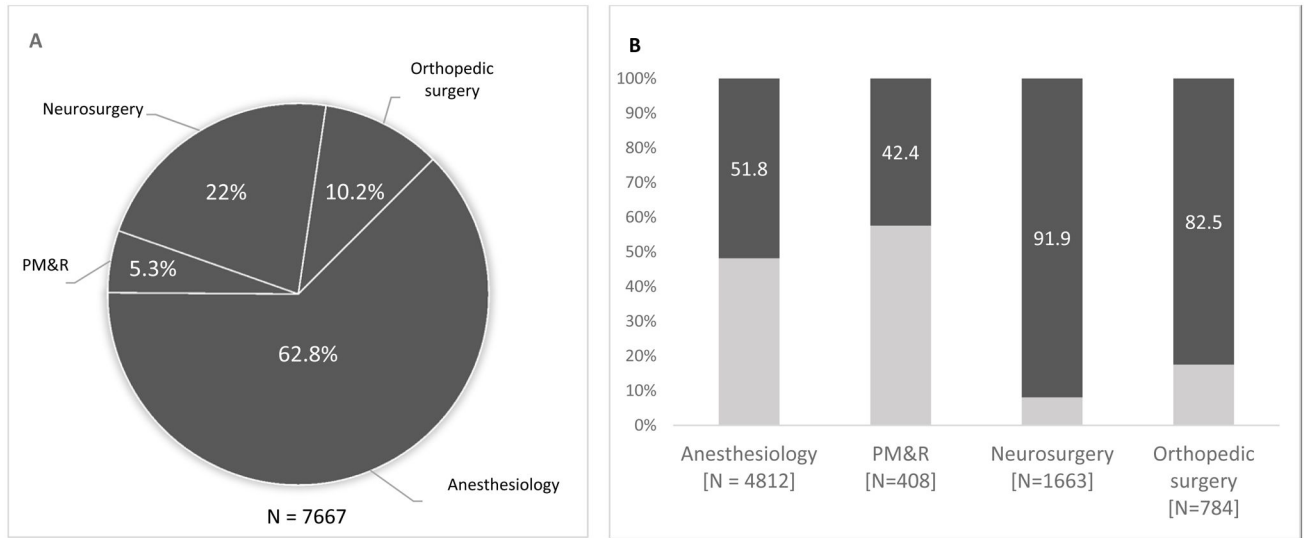 A
Orthopedic
surgery
Neurosurgery
22%
10.2%
PM&R
5.3%
62.8%
Anesthesiology
N = 7667
B
100%
90%
80%
70%
60%
50%
40%
30%
20%
10%
0%
51.8
42.4
91.9
82.5
Anesthesiology
[N = 4812]
PM&R
[N=408]
Neurosurgery
[N=1663]
Orthopedic
surgery
[N=784]